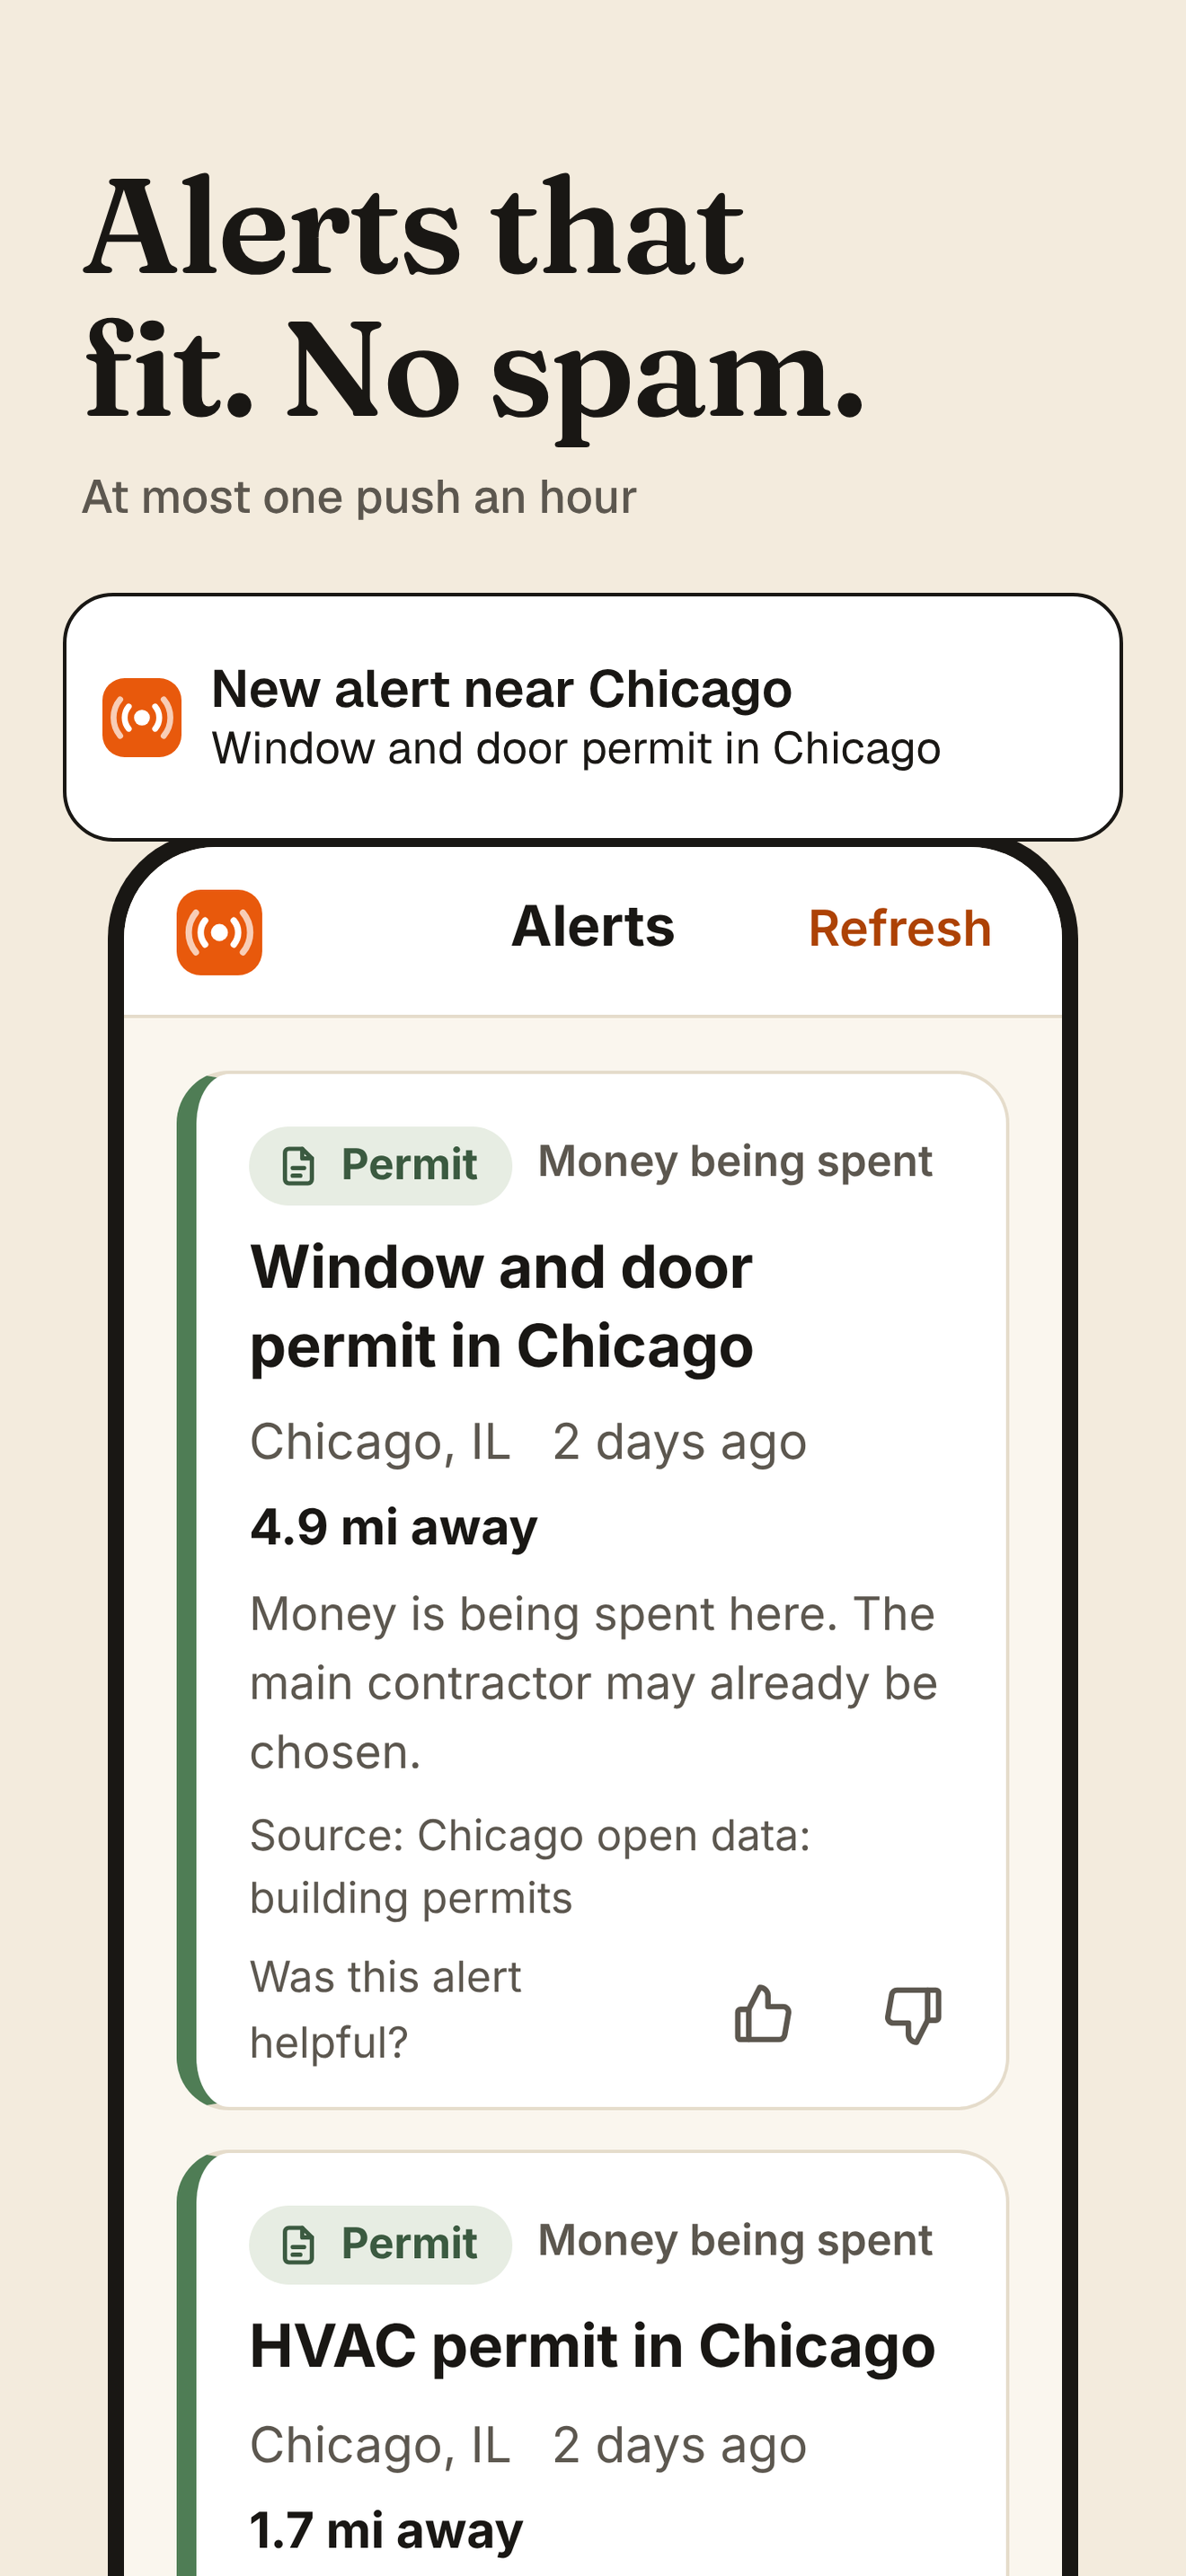 Alerts that
fit. No spam.
At most one push an hour
New alert near Chicago
Window and door permit in Chicago
Alerts
Refresh
Permit
Money being spent
Window and door
permit in Chicago
Chicago, IL 2 days ago
4.9 mi away
Money is being spent here. The
main contractor may already be
chosen.
Source: Chicago open data:
building permits
Was this alert
helpful?
Permit
Money being spent
HVAC permit in Chicago
Chicago, IL 2 days ago
1.7 mi away